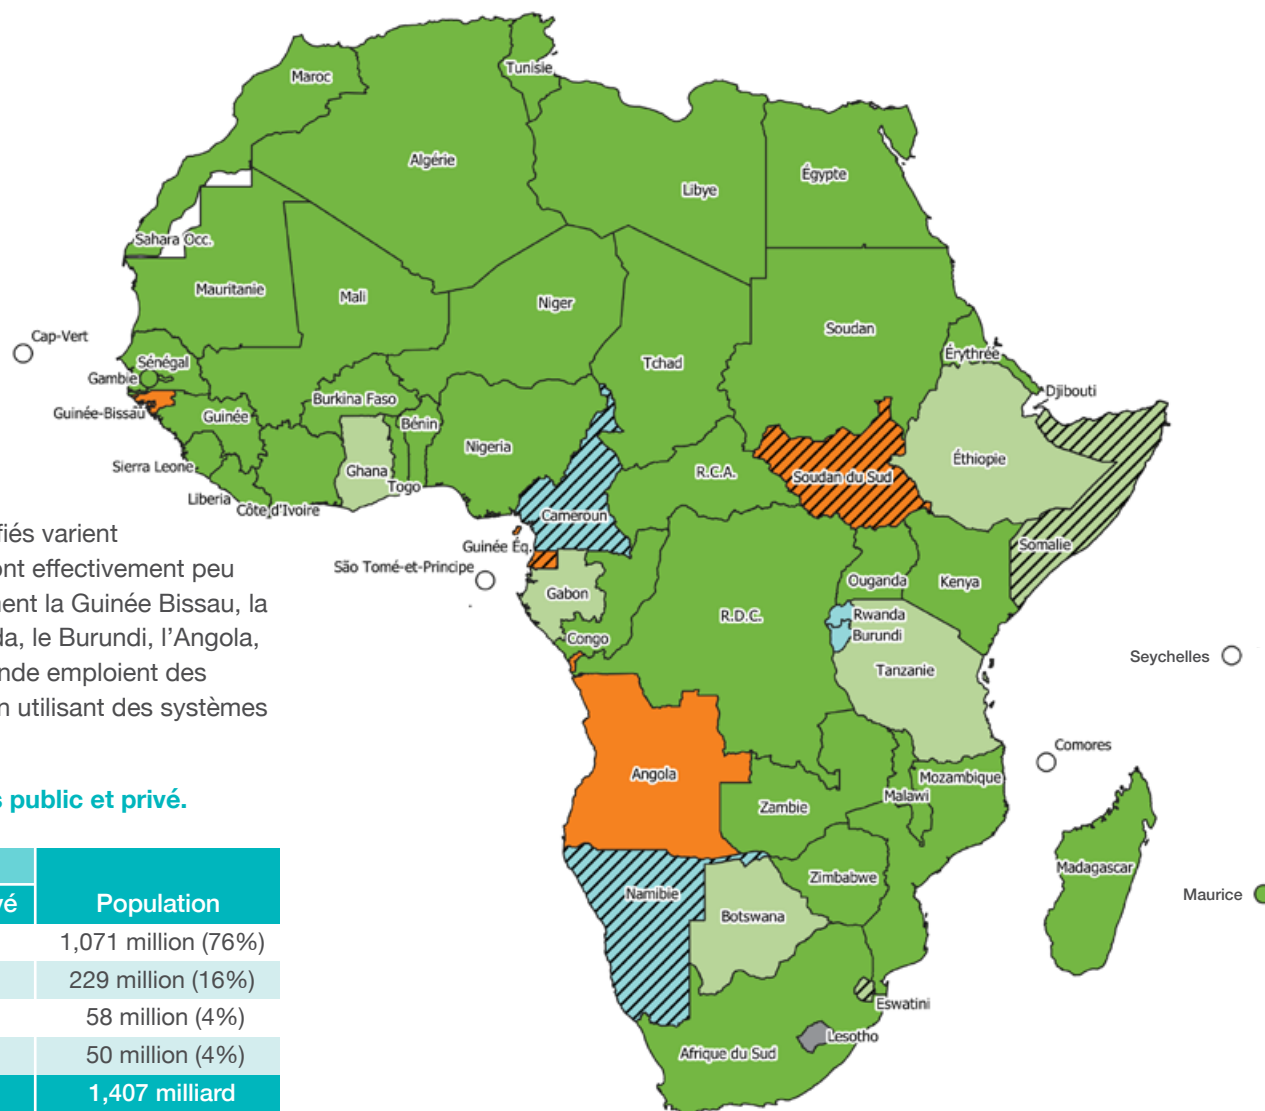 Maroc
Tunisie
Algérie
Libye
Égypte
Sahara Occ.
Mauritanie
Mali
Niger
Tchad
Soudan
Érythrée
Djibouti
Cap-Vert
Sénégal
Gambie
Guinée-Bissau
Guinée
Burkina Faso
Bénin
Nigeria
Ghana
Togo
Sierra Leone
Liberia
Côte d'Ivoire
R.C.A.
Soudan du Sud
Éthiopie
Somalie
Cameroun
Guinée Éq.
São Tomé-et-Principe
Gabon
Congo
R.D.C.
Ouganda
Kenya
Rwanda
Burundi
Tanzanie
Seychelles
Comores
Angola
Zambie
Malawi
Mozambique
Madagascar
Maurice
Zimbabwe
Namibie
Botswana
Eswatini
Lesotho
Afrique du Sud
fiés varient
ont effectivement peu
ment la Guinée Bissau, la
da, le Burundi, l'Angola,
nde emploient des
n utilisant des systèmes
s public et privé.
vé Population
1,071 million (76%)
229 million (16%)
58 million (4%)
50 million (4%)
1,407 milliard